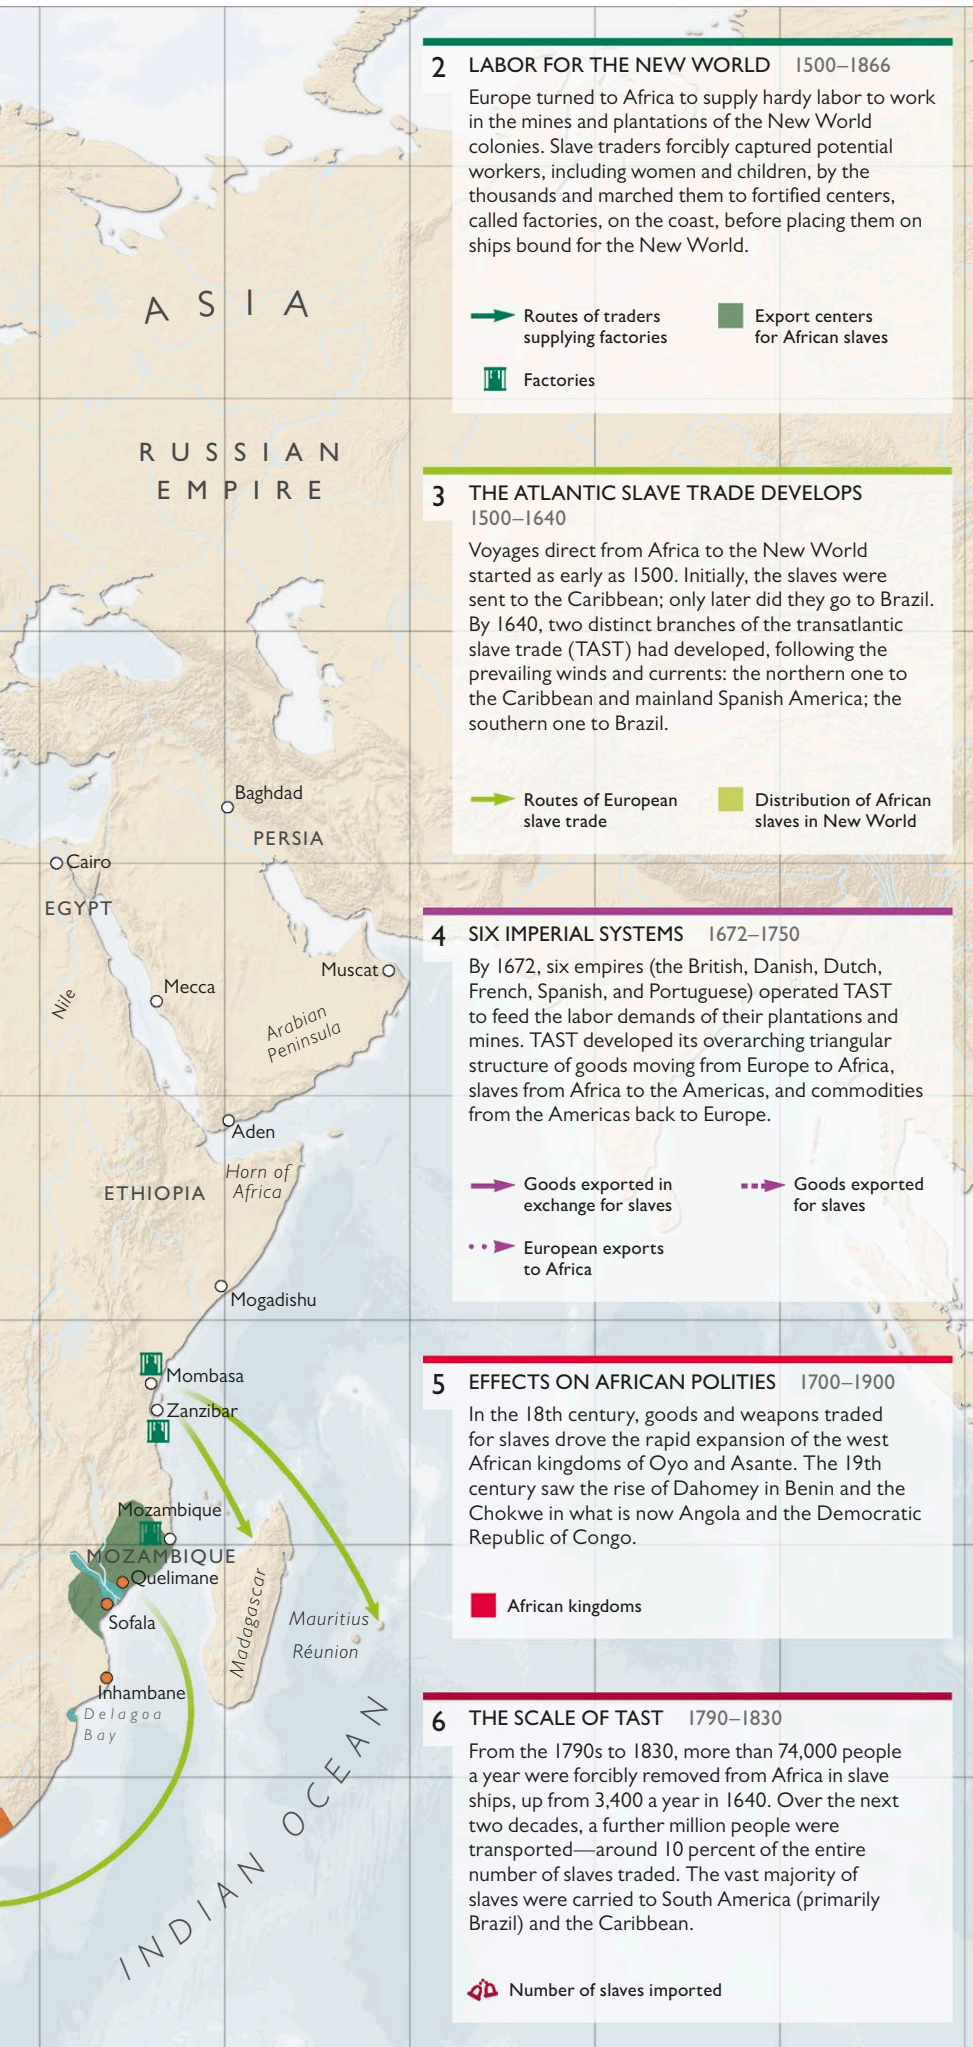 2 LABOR FOR THE NEW WORLD 1500–1866
Europe turned to Africa to supply hardy labor to work
in the mines and plantations of the New World
colonies. Slave traders forcibly captured potential
workers, including women and children, by the
thousands and marched them to fortified centers,
called factories, on the coast, before placing them on
ships bound for the New World.
Routes of traders
supplying factories
Export centers
for African slaves
Factories
3 THE ATLANTIC SLAVE TRADE DEVELOPS
1500–1640
Voyages direct from Africa to the New World
started as early as 1500. Initially, the slaves were
sent to the Caribbean; only later did they go to Brazil.
By 1640, two distinct branches of the transatlantic
slave trade (TAST) had developed, following the
prevailing winds and currents: the northern one to
the Caribbean and mainland Spanish America; the
southern one to Brazil.
Routes of European
slave trade
Distribution of African
slaves in New World
4 SIX IMPERIAL SYSTEMS 1672–1750
By 1672, six empires (the British, Danish, Dutch,
French, Spanish, and Portuguese) operated TAST
to feed the labor demands of their plantations and
mines. TAST developed its overarching triangular
structure of goods moving from Europe to Africa,
slaves from Africa to the Americas, and commodities
from the Americas back to Europe.
Goods exported in
exchange for slaves
Goods exported
for slaves
European exports
to Africa
5 EFFECTS ON AFRICAN POLITIES 1700–1900
In the 18th century, goods and weapons traded
for slaves drove the rapid expansion of the west
African kingdoms of Oyo and Asante. The 19th
century saw the rise of Dahomey in Benin and the
Chokwe in what is now Angola and the Democratic
Republic of Congo.
African kingdoms
6 THE SCALE OF TAST 1790–1830
From the 1790s to 1830, more than 74,000 people
a year were forcibly removed from Africa in slave
ships, up from 3,400 a year in 1640. Over the next
two decades, a further million people were
transported—around 10 percent of the entire
number of slaves traded. The vast majority of
slaves were carried to South America (primarily
Brazil) and the Caribbean.
Number of slaves imported
ASIA
RUSSIAN
EMPIRE
Baghdad
PERSIA
Cairo
EGYPT
Muscat
Mecca
Nile
Arabian
Peninsula
Aden
Horn of
Africa
ETHIOPIA
Mogadishu
Mombasa
Zanzibar
Mozambique
MOZAMBIQUE
Quelimane
Sofala
Madagascar
Mauritius
Réunion
Inhambane
Delagoa
Bay
INDIAN OCEAN